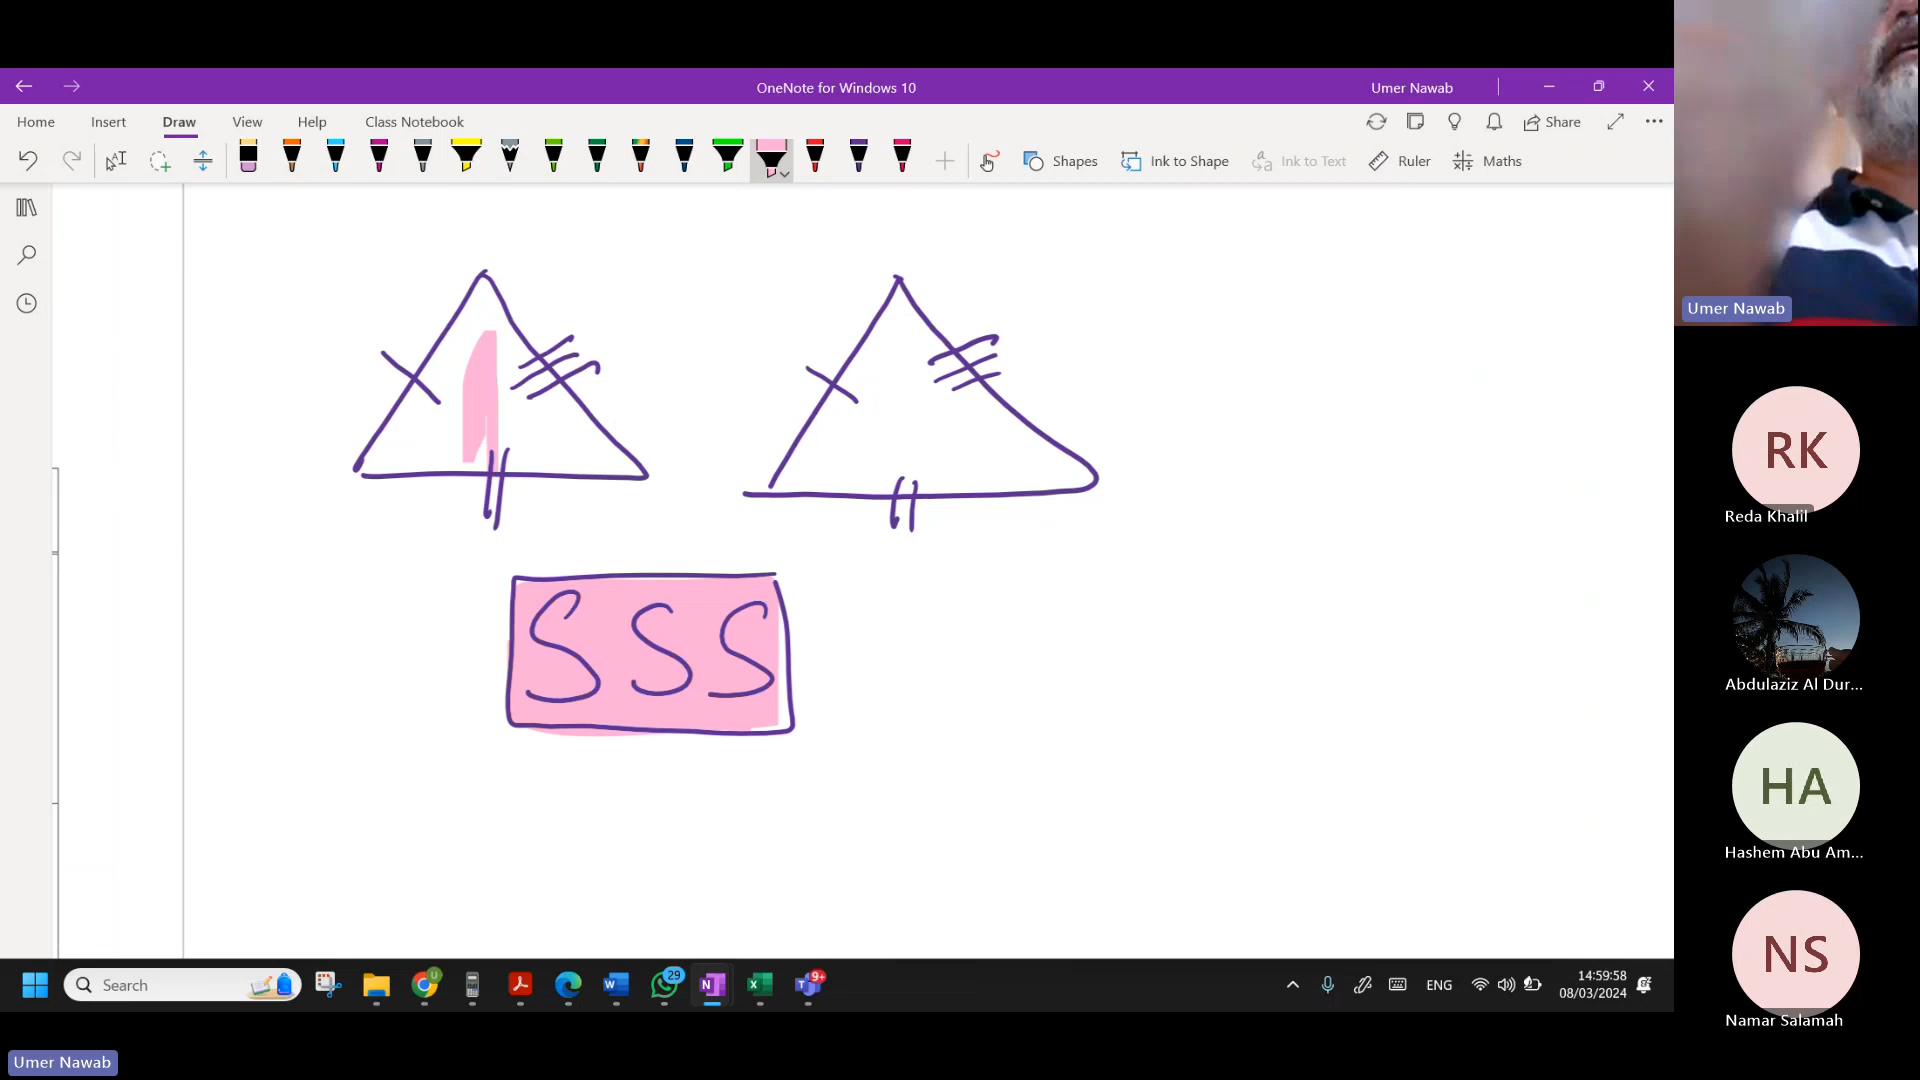 OneNote for Windows 10
Umer Nawab
Home Insert Draw View Help Class Notebook
Share
Shapes Ink to Shape Ink to Text Ruler Maths
SSS
Umer Nawab
RK
Reda Khalil
Abdulaziz Al Dur...
HA
Hashem Abu Am...
NS
Namar Salamah
Search
29
9+
ENG
14:59:58
08/03/2024
Umer Nawab